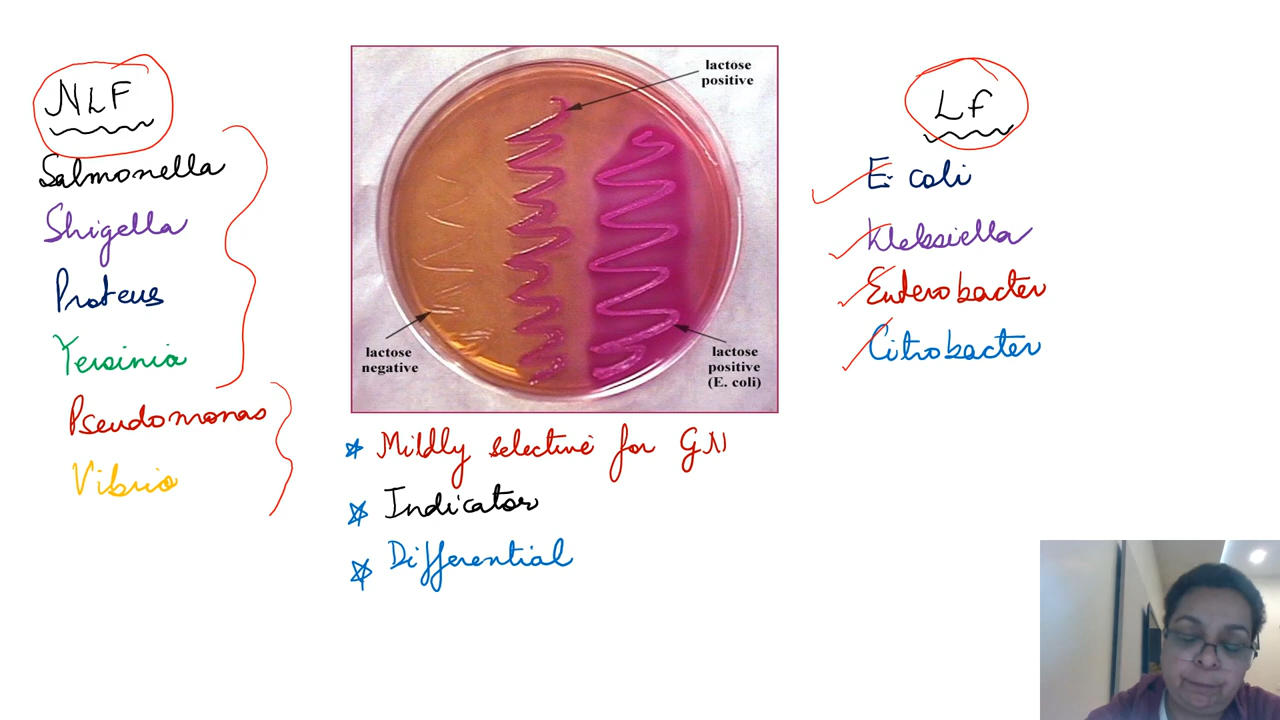 NLF
Salmonella
Shigella
Proteus
Yersinia
Pseudomonas
Vibrio
lactose
positive
lactose
negative
lactose
positive
(E. coli)
* Mildly selective for GN
* Indicator
* Differential
LF
E. coli
Klebsiella
Enterobacter
Citrobacter